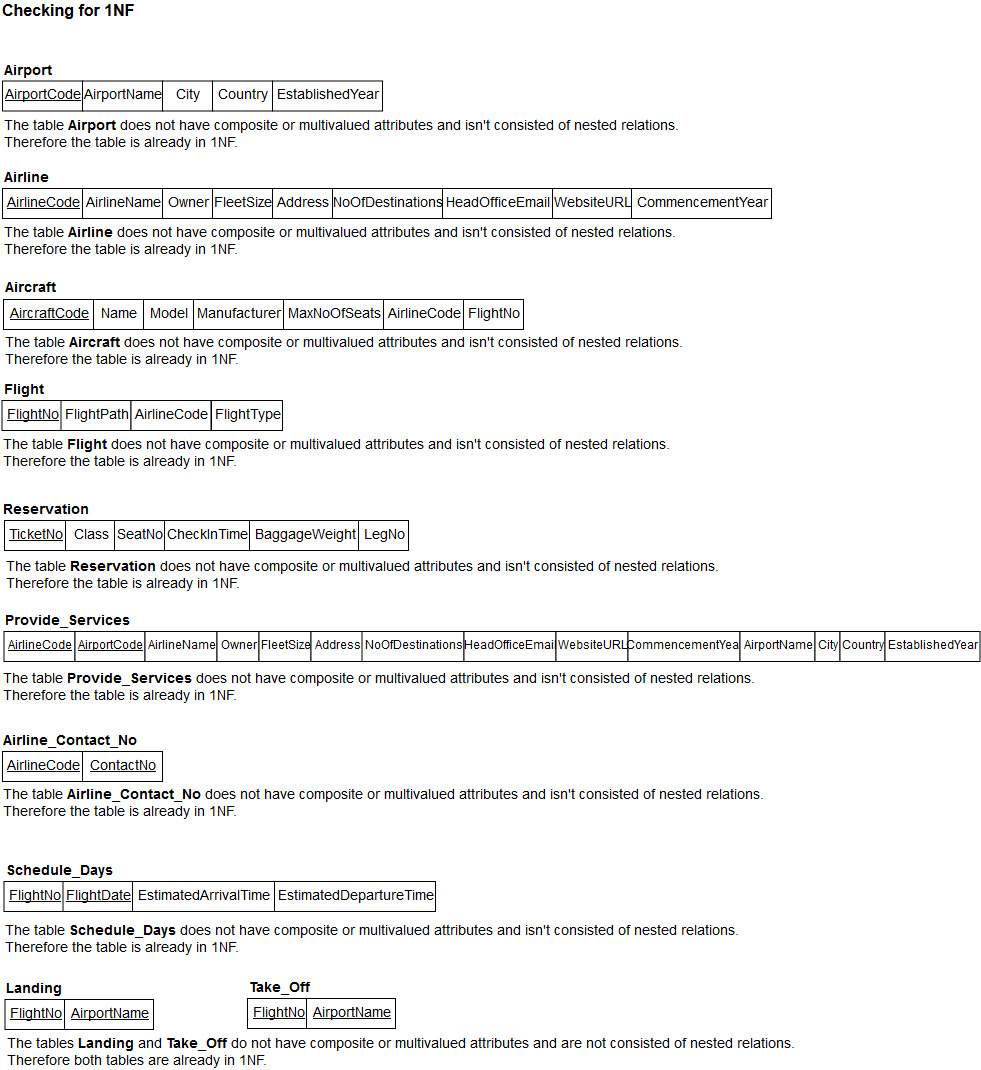 Checking for 1NF
Airport
AirportCode AirportName City Country EstablishedYear
The table Airport does not have composite or multivalued attributes and isn't consisted of nested relations.
Therefore the table is already in 1NF.
Airline
AirlineCode AirlineName Owner FleetSize Address NoOfDestinations HeadOfficeEmail WebsiteURL CommencementYear
The table Airline does not have composite or multivalued attributes and isn't consisted of nested relations.
Therefore the table is already in 1NF.
Aircraft
AircraftCode Name Model Manufacturer MaxNoOfSeats AirlineCode FlightNo
The table Aircraft does not have composite or multivalued attributes and isn't consisted of nested relations.
Therefore the table is already in 1NF.
Flight
FlightNo FlightPath AirlineCode FlightType
The table Flight does not have composite or multivalued attributes and isn't consisted of nested relations.
Therefore the table is already in 1NF.
Reservation
TicketNo Class SeatNo CheckInTime BaggageWeight LegNo
The table Reservation does not have composite or multivalued attributes and isn't consisted of nested relations.
Therefore the table is already in 1NF.
Provide_Services
AirlineCode AirportCode AirlineName Owner FleetSize Address NoOfDestinations HeadOfficeEmai WebsiteURL CommencementYea AirportName City Country EstablishedYear
The table Provide_Services does not have composite or multivalued attributes and isn't consisted of nested relations.
Therefore the table is already in 1NF.
Airline_Contact_No
AirlineCode ContactNo
The table Airline_Contact_No does not have composite or multivalued attributes and isn't consisted of nested relations.
Therefore the table is already in 1NF.
Schedule_Days
FlightNo FlightDate EstimatedArrivalTime EstimatedDepartureTime
The table Schedule_Days does not have composite or multivalued attributes and isn't consisted of nested relations.
Therefore the table is already in 1NF.
Landing Take_Off
FlightNo AirportName FlightNo AirportName
The tables Landing and Take_Off do not have composite or multivalued attributes and are not consisted of nested relations.
Therefore both tables are already in 1NF.